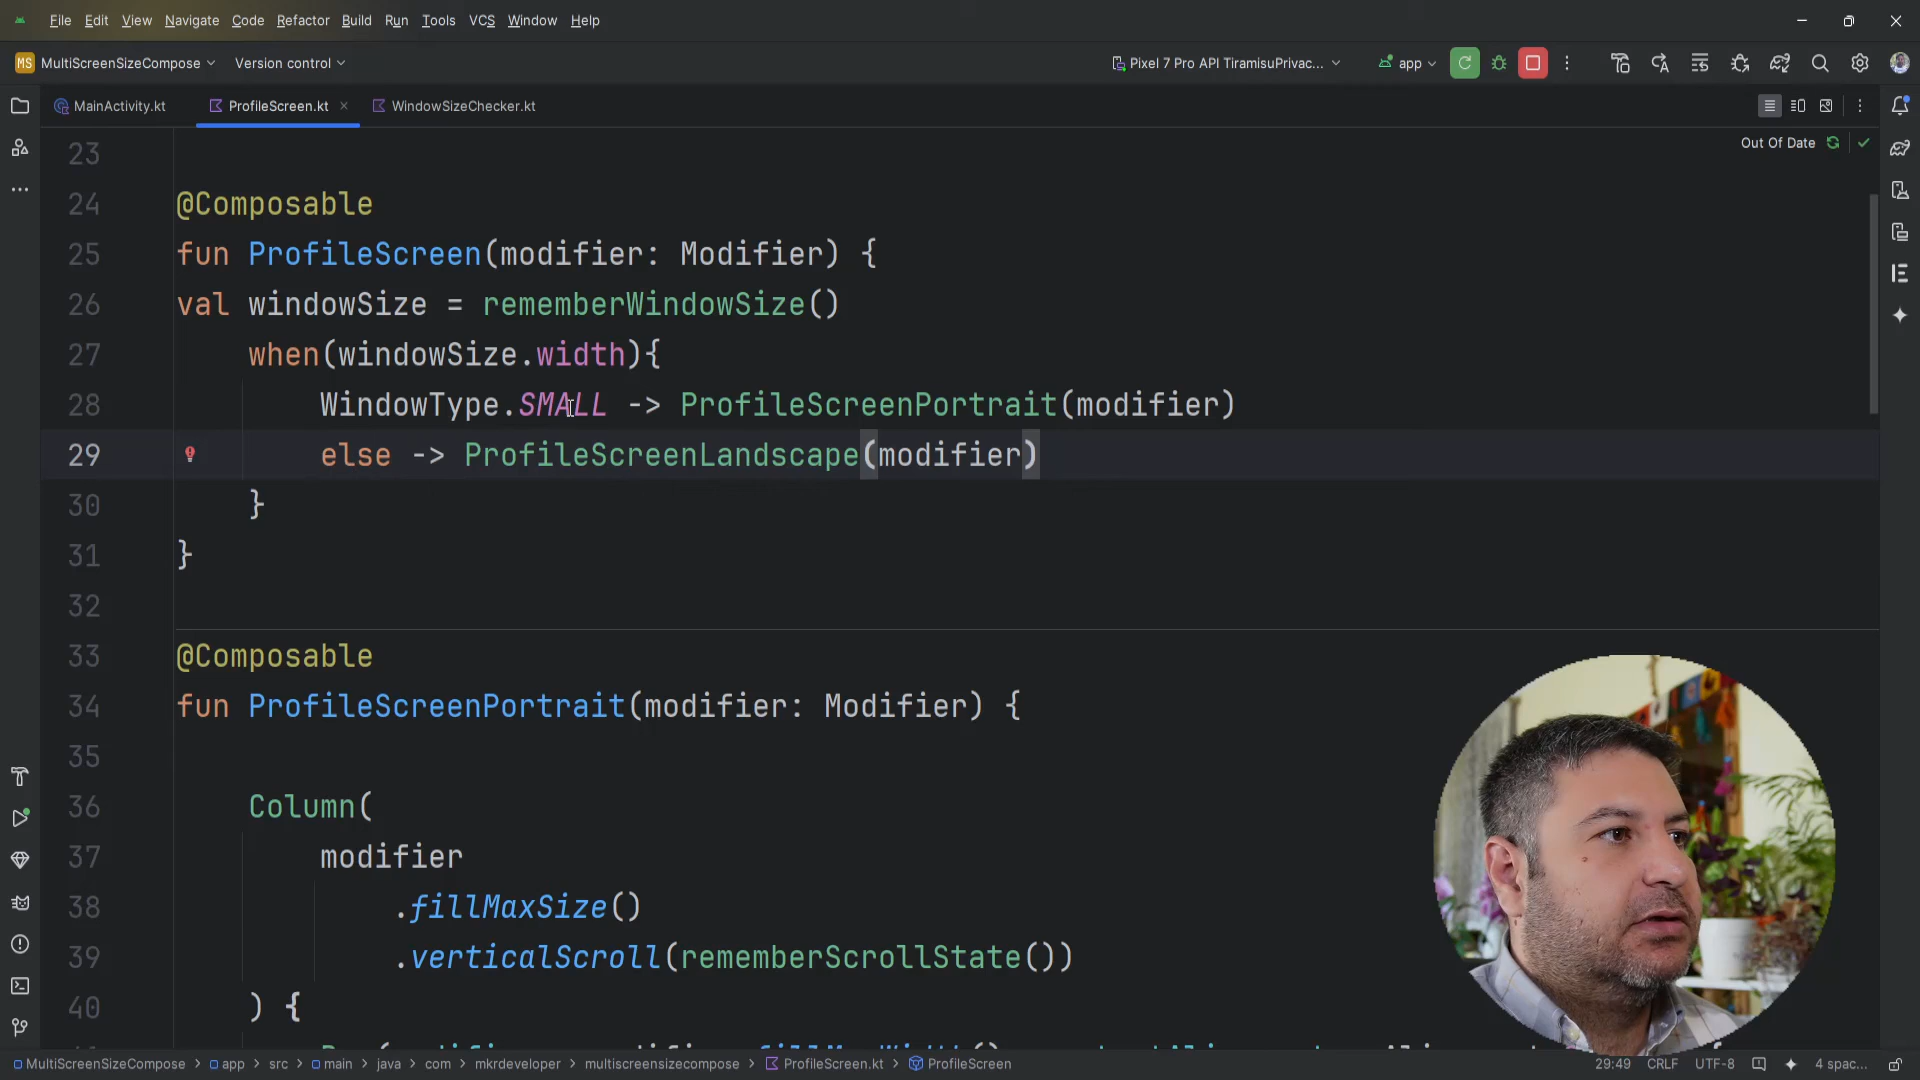 File Edit View Navigate Code Refactor Build Run Tools VCS Window Help
MS MultiScreenSizeCompose Version control Pixel 7 Pro API TiramisuPrivac... app
MainActivity.kt ProfileScreen.kt WindowSizeChecker.kt
Out Of Date
23
24 @Composable
25 fun ProfileScreen(modifier: Modifier) {
26 val windowSize = rememberWindowSize()
27 when(windowSize.width){
28 WindowType.SMALL -> ProfileScreenPortrait(modifier)
29 else -> ProfileScreenLandscape(modifier)
30 }
31 }
32
33 @Composable
34 fun ProfileScreenPortrait(modifier: Modifier) {
35
36 Column(
37 modifier
38 .fillMaxSize()
39 .verticalScroll(rememberScrollState())
40 ) {
MultiScreenSizeCompose > app > src > main > java > com > mkrdeveloper > multiscreensizecompose > ProfileScreen.kt > ProfileScreen 29:49 CRLF UTF-8 4 spac...